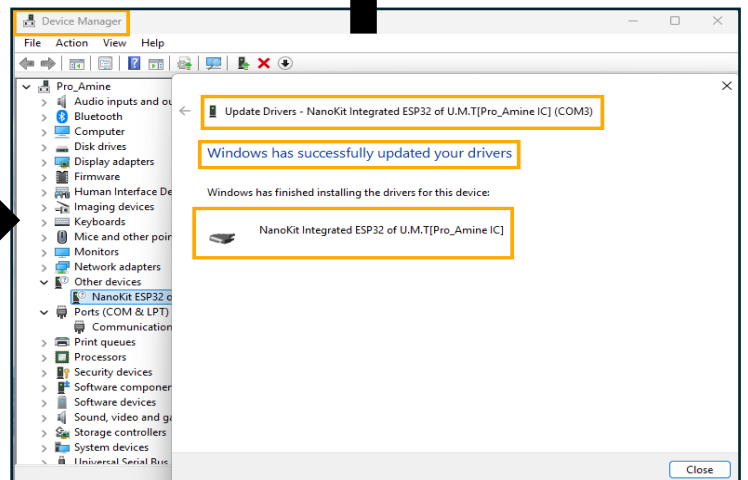 Device Manager
File Action View Help
Pro_Amine
Audio inputs and ou
Bluetooth
Computer
Disk drives
Display adapters
Firmware
Human Interface De
Imaging devices
Keyboards
Mice and other poin
Monitors
Network adapters
Other devices
NanoKit ESP32 o
Ports (COM & LPT)
Communication
Print queues
Processors
Security devices
Software componen
Software devices
Sound, video and ga
Storage controllers
System devices
Universal Serial Bus
Update Drivers - NanoKit Integrated ESP32 of U.M.T[Pro_Amine IC] (COM3)
Windows has successfully updated your drivers
Windows has finished installing the drivers for this device:
NanoKit Integrated ESP32 of U.M.T[Pro_Amine IC]
Close